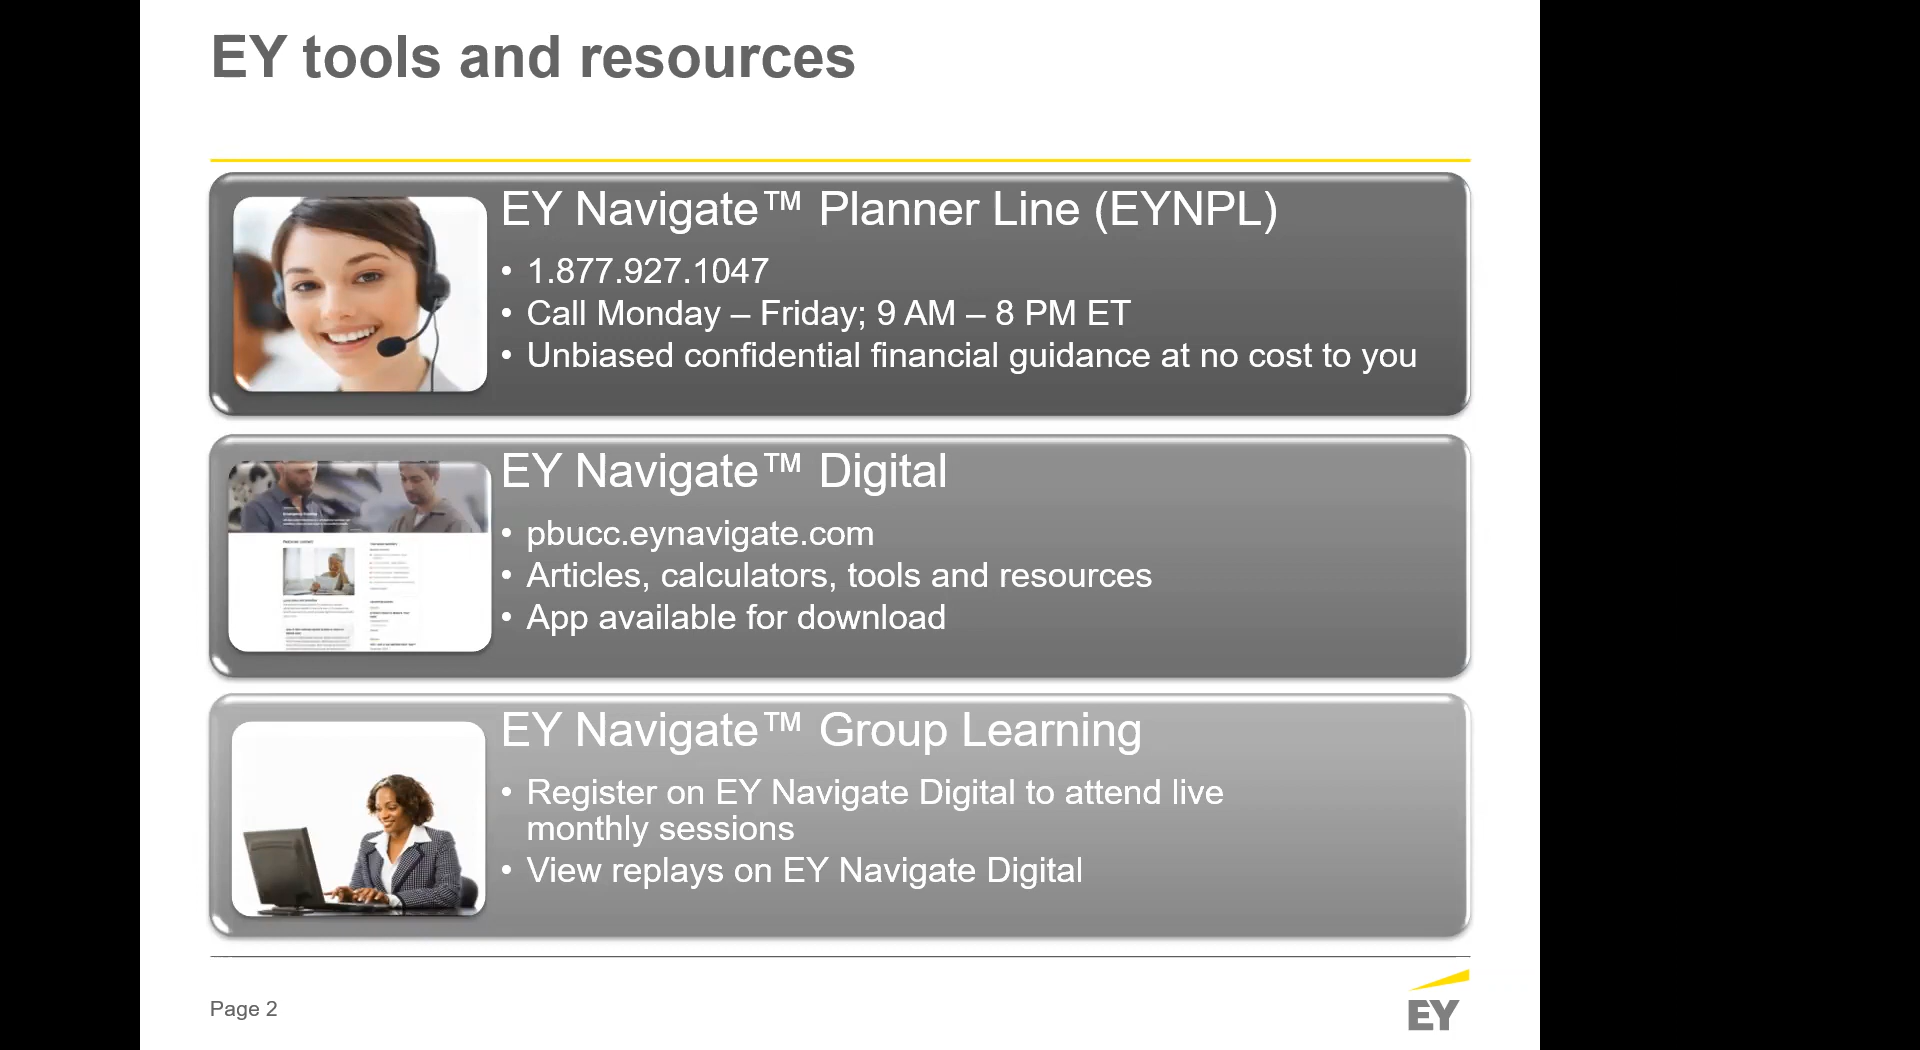 EY tools and resources
EY Navigate™ Planner Line (EYNPL)
• 1.877.927.1047
• Call Monday – Friday; 9 AM – 8 PM ET
• Unbiased confidential financial guidance at no cost to you
EY Navigate™ Digital
• pbucc.eynavigate.com
• Articles, calculators, tools and resources
• App available for download
EY Navigate™ Group Learning
• Register on EY Navigate Digital to attend live
monthly sessions
• View replays on EY Navigate Digital
Page 2
EY